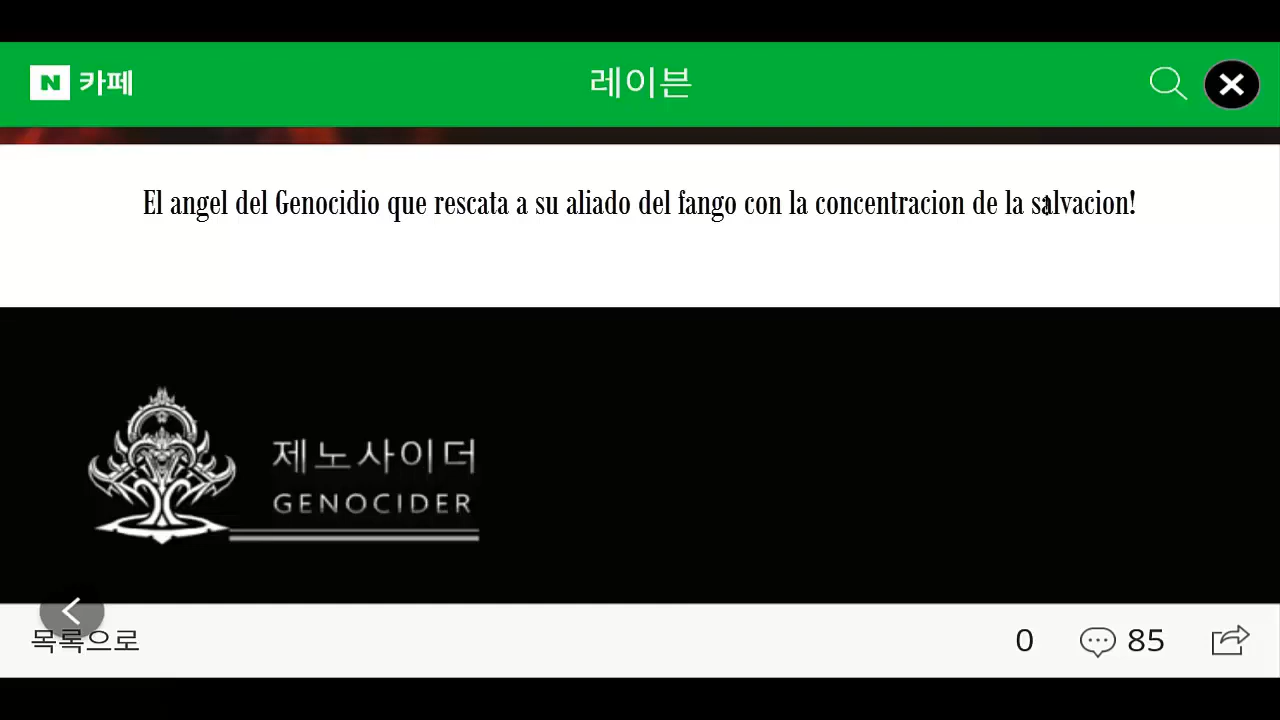 N 카페
레이븐
El angel del Genocidio que rescata a su aliado del fango con la concentracion de la salvacion!
제노사이더
GENOCIDER
목록으로
0 85